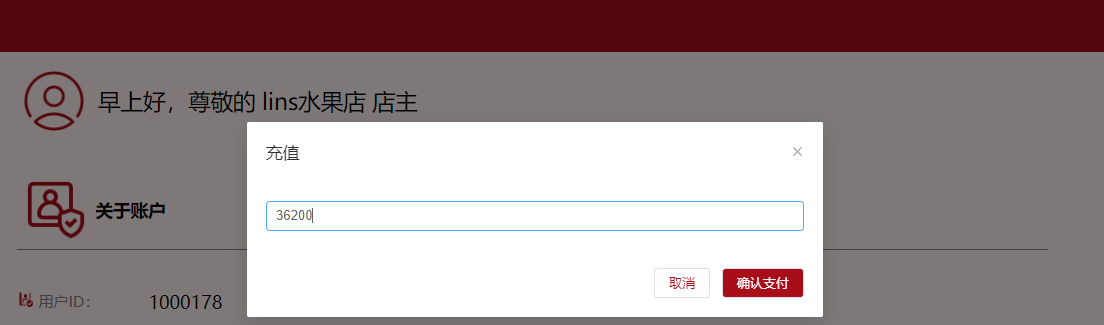 早上好，尊敬的 lins水果店 店主
充值
关于账户
36200
取消 确认支付
用户ID： 1000178